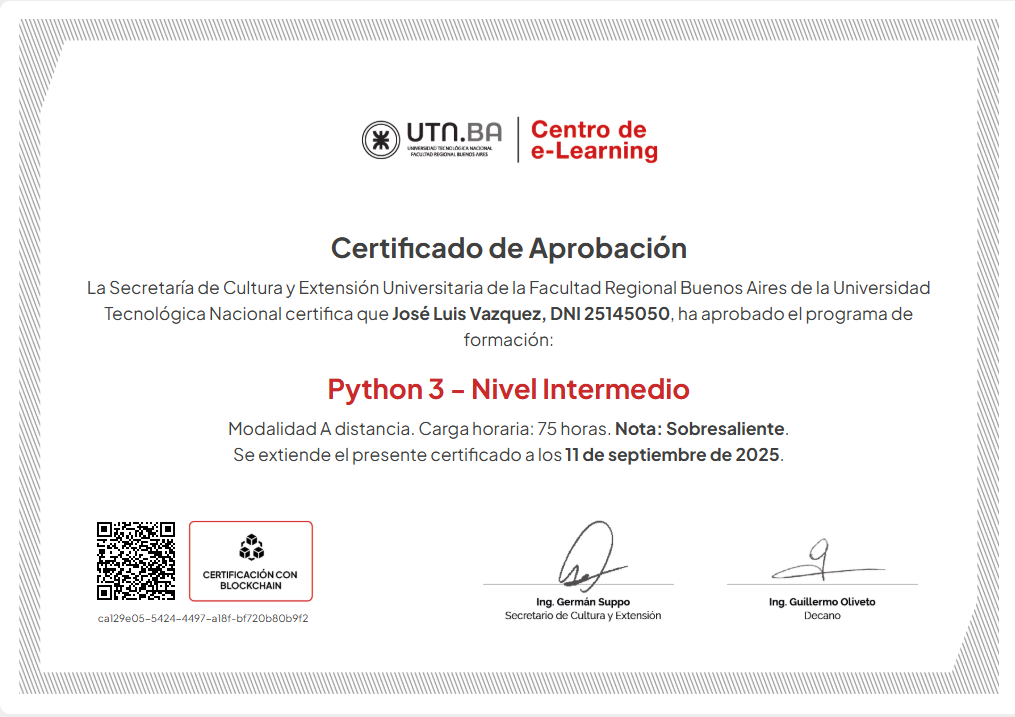 UTN.BA
UNIVERSIDAD TECNOLÓGICA NACIONAL
FACULTAD REGIONAL BUENOS AIRES
Centro de
e-Learning
Certificado de Aprobación
La Secretaría de Cultura y Extensión Universitaria de la Facultad Regional Buenos Aires de la Universidad
Tecnológica Nacional certifica que José Luis Vazquez, DNI 25145050, ha aprobado el programa de
formación:
Python 3 – Nivel Intermedio
Modalidad A distancia. Carga horaria: 75 horas. Nota: Sobresaliente.
Se extiende el presente certificado a los 11 de septiembre de 2025.
CERTIFICACIÓN CON
BLOCKCHAIN
ca129e05-5424-4497-a18f-bf720b80b9f2
Ing. Germán Suppo
Secretario de Cultura y Extensión
Ing. Guillermo Oliveto
Decano